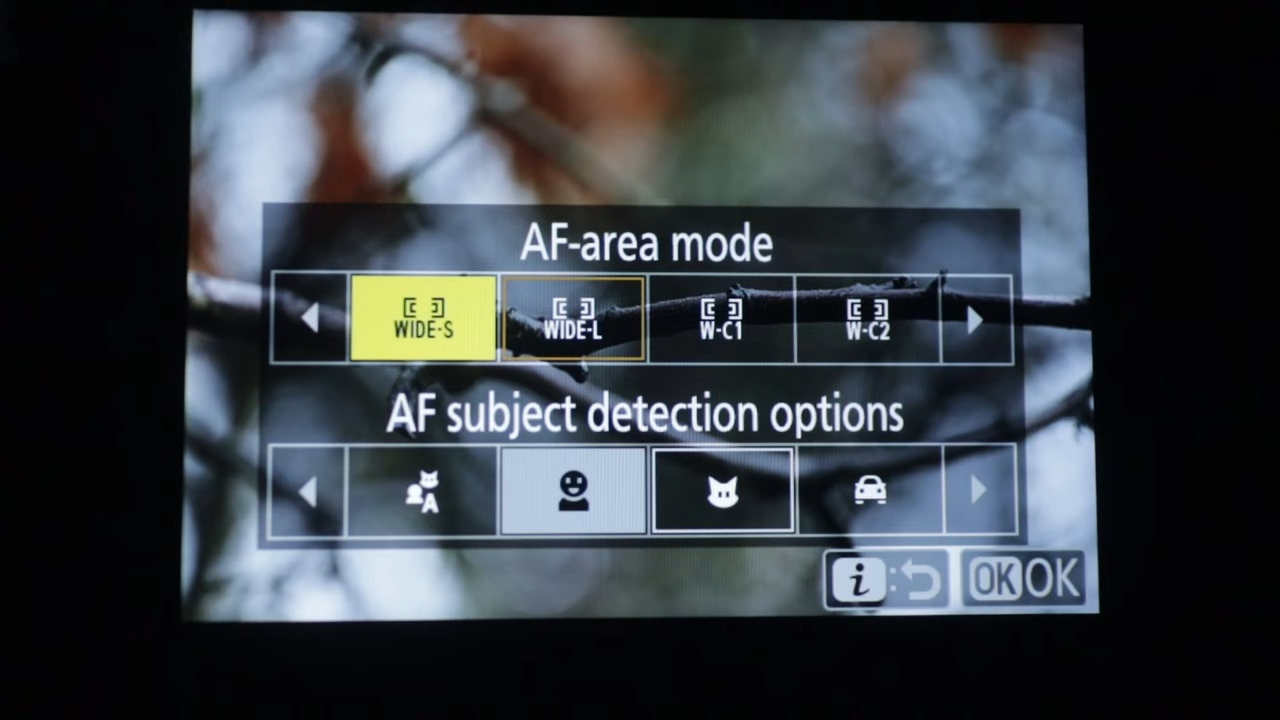 AF-area mode
WIDE-S WIDE-L W-C1 W-C2
AF subject detection options
A
i OK OK